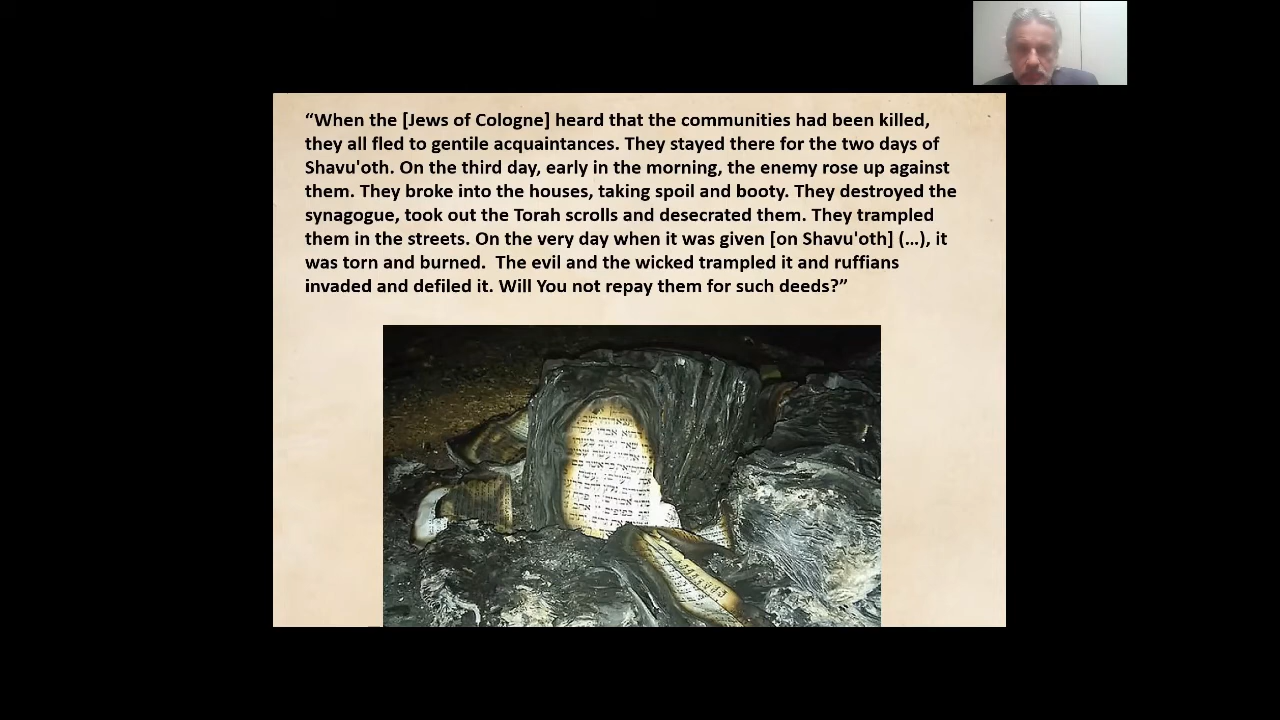 “When the [Jews of Cologne] heard that the communities had been killed,
they all fled to gentile acquaintances. They stayed there for the two days of
Shavu'oth. On the third day, early in the morning, the enemy rose up against
them. They broke into the houses, taking spoil and booty. They destroyed the
synagogue, took out the Torah scrolls and desecrated them. They trampled
them in the streets. On the very day when it was given [on Shavu'oth] (…), it
was torn and burned.  The evil and the wicked trampled it and ruffians
invaded and defiled it. Will You not repay them for such deeds?”